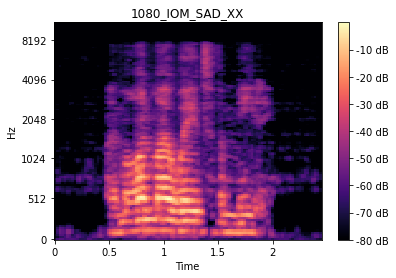 1080_IOM_SAD_XX
8192
4096
2048
1024
512
0
Hz
0 0.5 1 1.5 2
Time
-10 dB
-20 dB
-30 dB
-40 dB
-50 dB
-60 dB
-70 dB
-80 dB